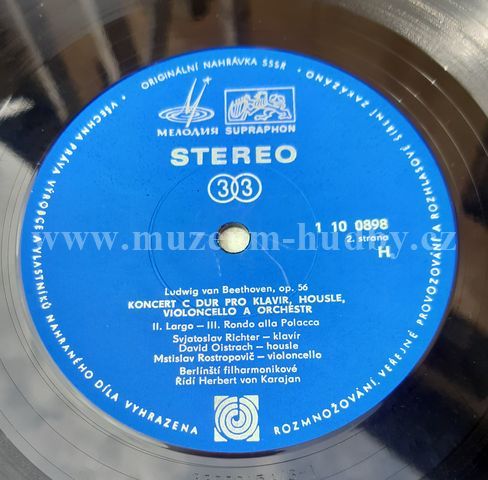 ORIGINÁLNÍ NAHRÁVKA SSSR
VŠECHNA PRÁVA VÝROBCE A VLASTNÍKŮ NAHRANÉHO DÍLA VYHRAZENA
ROZMNOŽOVÁNÍ, VEŘEJNÉ PROVOZOVÁNÍ A ROZHLASOVÉ ŠÍŘENÍ ZAKÁZÁNO
МЕЛОДИЯ SUPRAPHON
STEREO
33
1 10 0898
2. strana
H
www.muzeum-hudby.cz
Ludwig van Beethoven, op. 56
KONCERT C DUR PRO KLAVÍR, HOUSLE,
VIOLONCELLO A ORCHESTR
II. Largo – III. Rondo alla Polacca
Svjatoslav Richter – klavír
David Oistrach – housle
Mstislav Rostropovič – violoncello
Berlínští filharmonikové
Řídí Herbert von Karajan